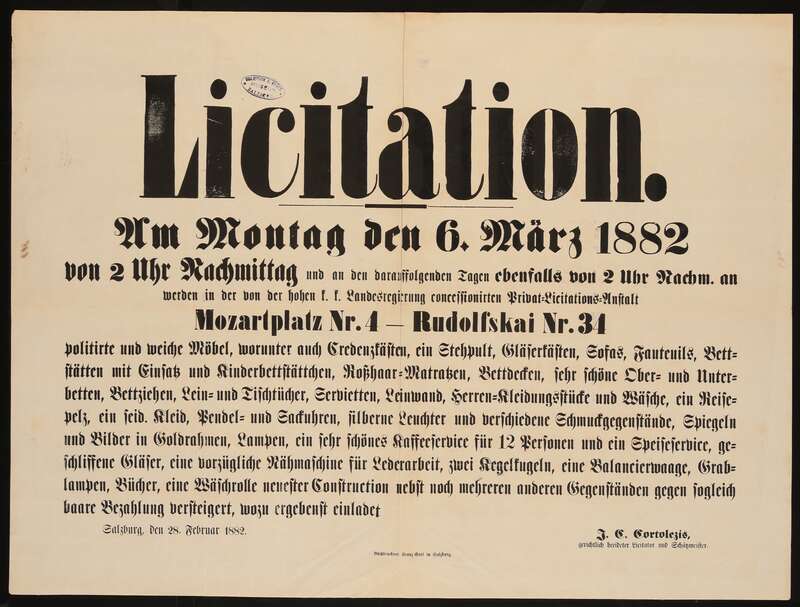 Licitation.
Am Montag den 6. März 1882
von 2 Uhr Nachmittag und an den darauffolgenden Tagen ebenfalls von 2 Uhr Nachm. an
werden in der von der hohen k. k. Landesregierung concessionirten Privat-Licitations-Anstalt
Mozartplatz Nr. 4 — Rudolfskai Nr. 34
politirte und weiche Möbel, worunter auch Credenzkästen, ein Stehpult, Gläserkästen, Sofas, Fauteuils, Bett-
stätten mit Einsatz und Kinderbettstättchen, Roßhaar-Matratzen, Bettdecken, sehr schöne Ober- und Unter-
betten, Bettziehen, Lein- und Tischtücher, Servietten, Leinwand, Herren-Kleidungsstücke und Wäsche, ein Reise-
pelz, ein seid. Kleid, Pendel- und Sackuhren, silberne Leuchter und verschiedene Schmuckgegenstände, Spiegeln
und Bilder in Goldrahmen, Lampen, ein sehr schönes Kaffeeservice für 12 Personen und ein Speiseservice, ge-
schliffene Gläser, eine vorzügliche Nähmaschine für Lederarbeit, zwei Kegelkugeln, eine Balancierwaage, Grab-
lampen, Bücher, eine Wäschrolle neuester Construction nebst noch mehreren anderen Gegenständen gegen sogleich
baare Bezahlung versteigert, wozu ergebenst einladet
Salzburg, den 28. Februar 1882.
J. C. Cortolezis,
gerichtlich beeideter Licitator und Schätzmeister.
in Salzburg.